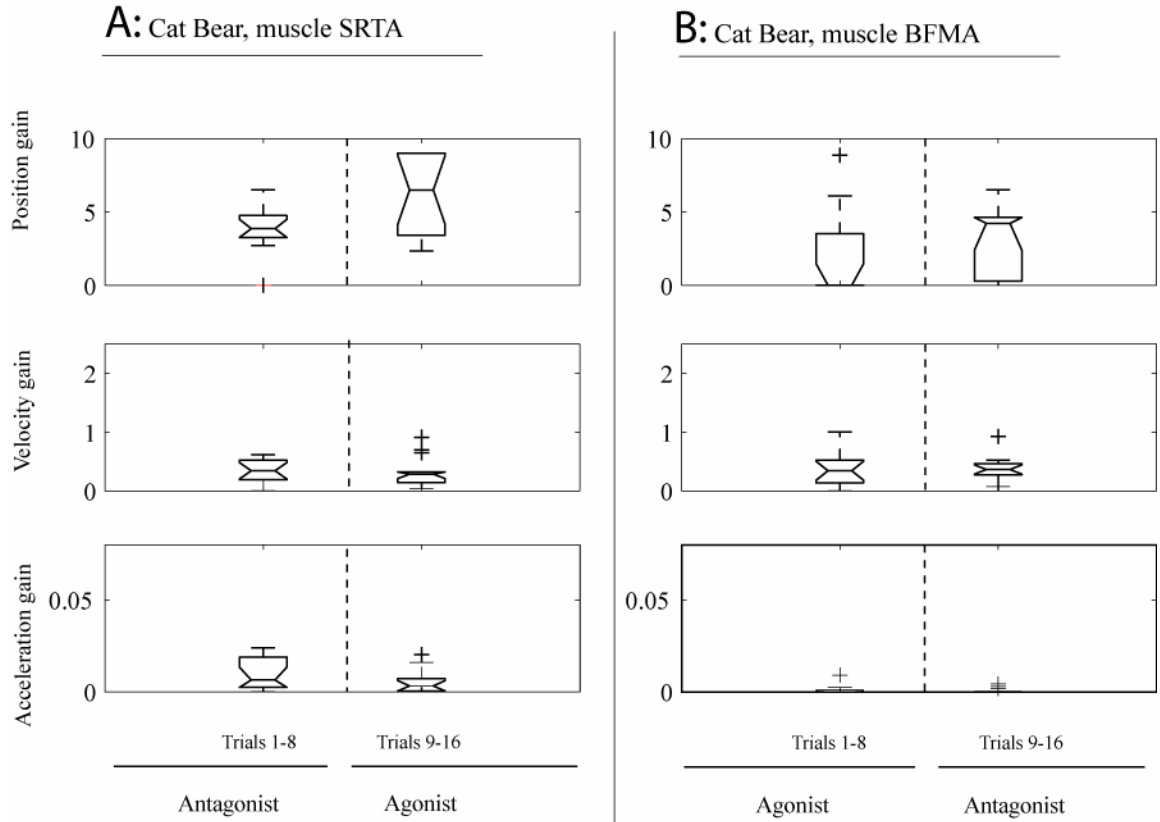 A: Cat Bear, muscle SRTA
Position gain
10
5
0
Velocity gain
2
1
0
Acceleration gain
0.05
0
Trials 1-8
Trials 9-16
Antagonist
Agonist
B: Cat Bear, muscle BFMA
10
5
0
2
1
0
0.05
0
Trials 1-8
Trials 9-16
Agonist
Antagonist